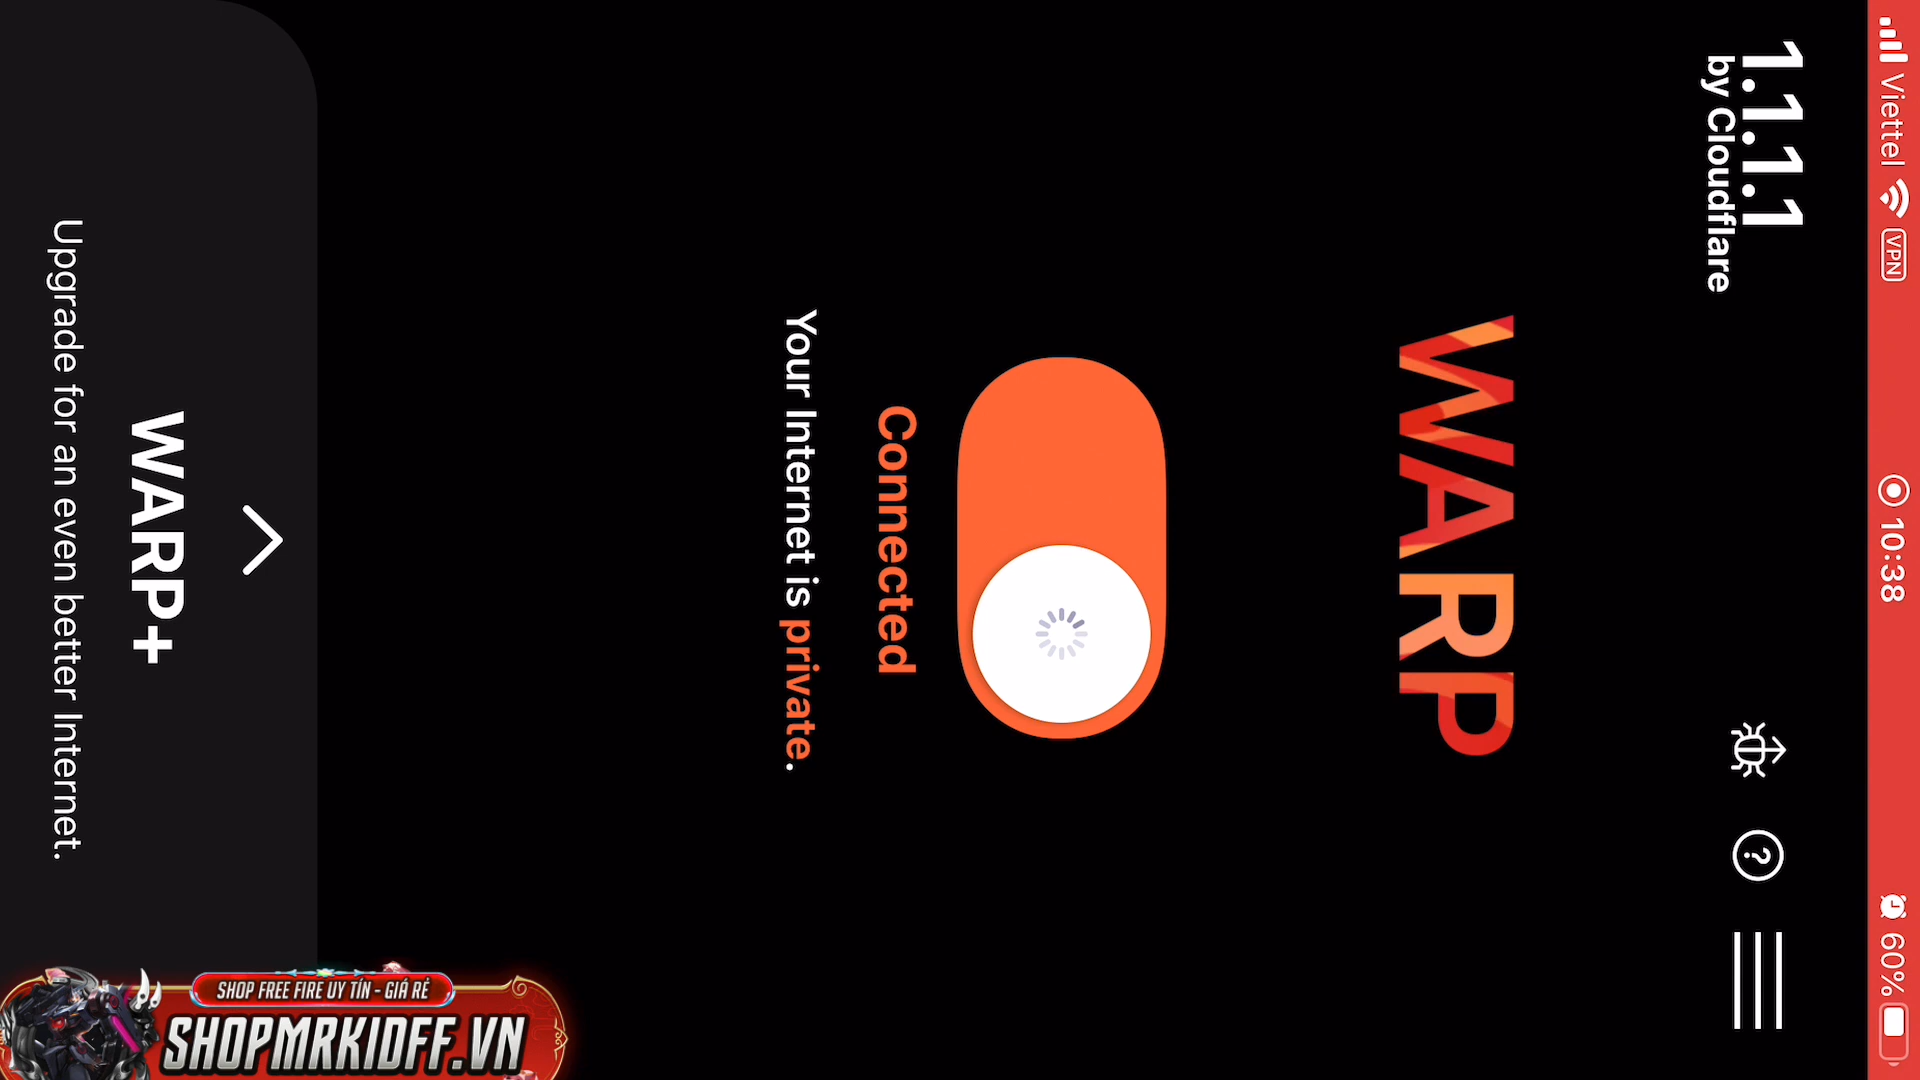 Viettel VPN 10:38 60%
1.1.1.1
by Cloudflare
WARP
Connected
Your Internet is private.
WARP+
Upgrade for an even better Internet.
SHOP FREE FIRE UY TÍN - GIÁ RẺ
SHOPMRKIDFF.VN